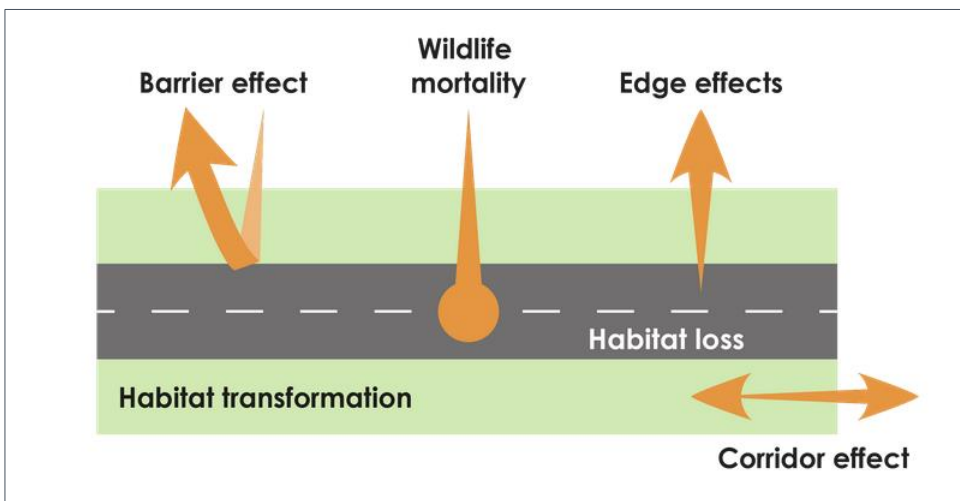 Wildlife
mortality
Barrier effect
Edge effects
Habitat loss
Habitat transformation
Corridor effect